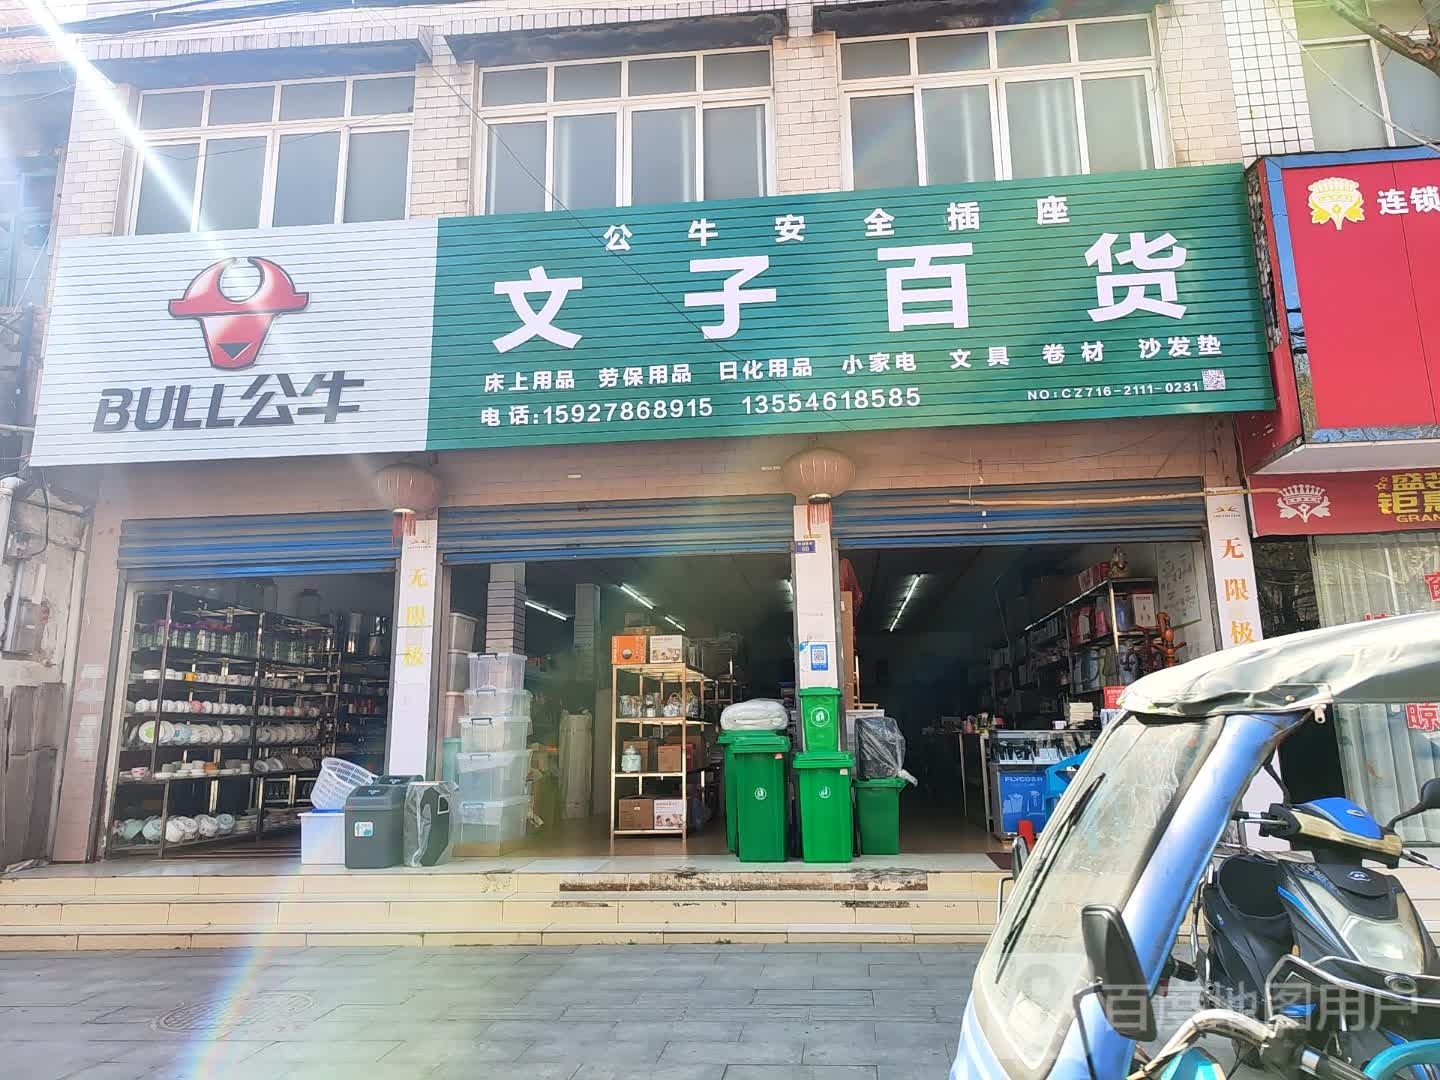 公牛安全插座
BULL公牛
文子百货
床上用品 劳保用品 日化用品 小家电 文具 卷材 沙发垫
电话:15927868915 13554618585
NO:CZ716-2111-0231
连锁
无限极
无限极
FLYCO
60
百度地图用户